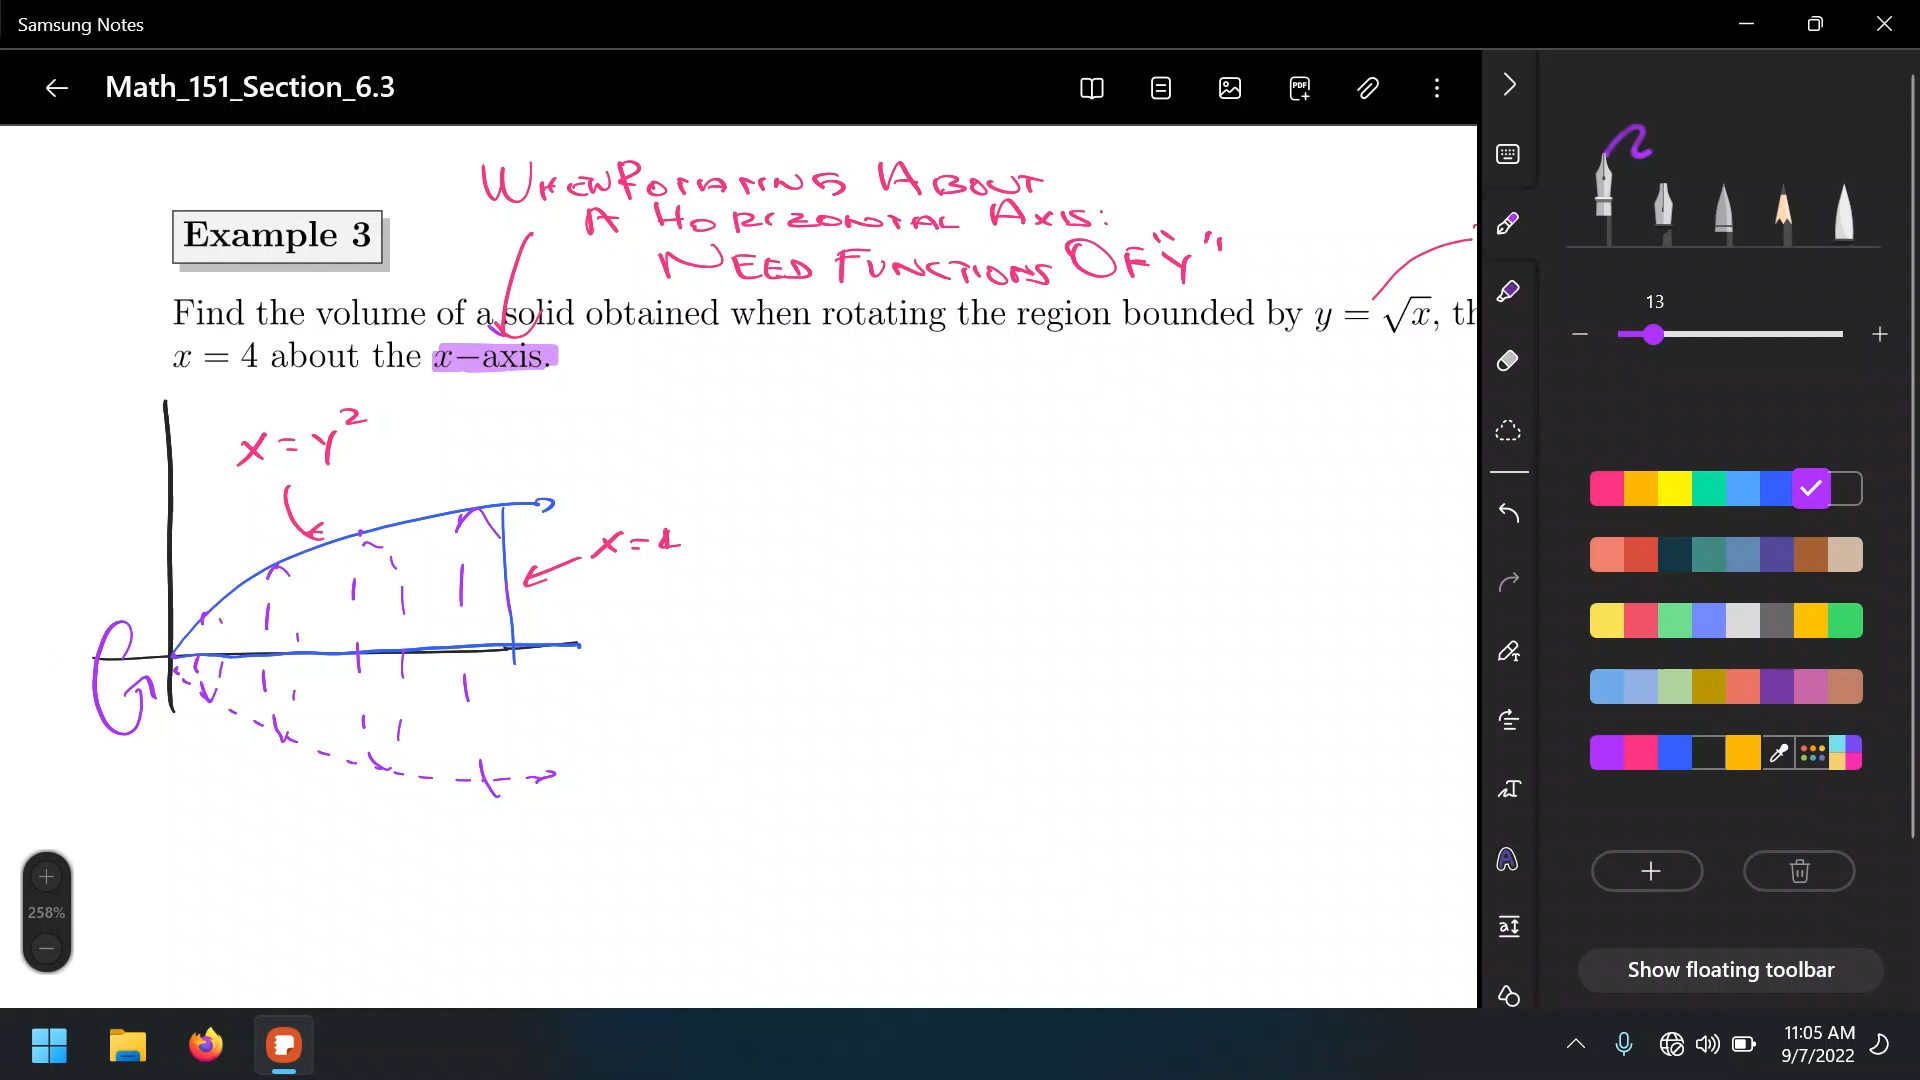 Samsung Notes
Math_151_Section_6.3
PDF
WHEN ROTATING ABOUT
A HORIZONTAL AXIS:
NEED FUNCTIONS OF "Y"
Example 3
Find the volume of a solid obtained when rotating the region bounded by y = √x, th
x = 4 about the x−axis.
x = y²
x = 4
13
258%
Show floating toolbar
11:05 AM
9/7/2022